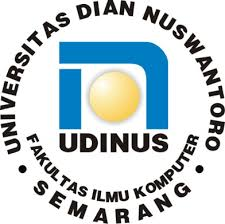 UNIVERSITAS DIAN NUSWANTORO
UDINUS
FAKULTAS ILMU KOMPUTER
• SEMARANG •